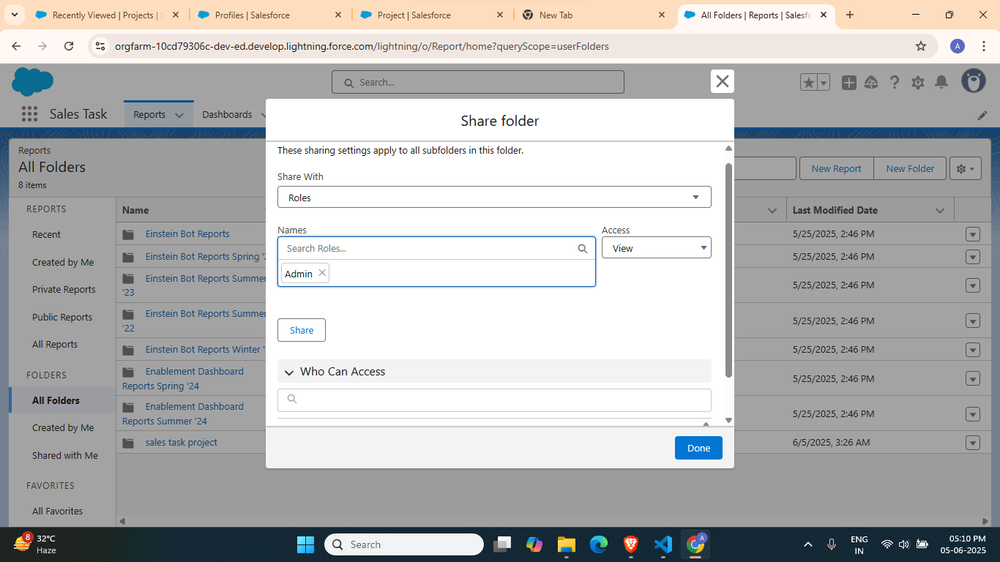 Recently Viewed | Projects | S
Profiles | Salesforce
Project | Salesforce
New Tab
All Folders | Reports | Salesfo
orgfarm-10cd79306c-dev-ed.develop.lightning.force.com/lightning/o/Report/home?queryScope=userFolders
A
Search...
Sales Task
Reports
Dashboards
Share folder
Reports
All Folders
8 items
New Report
New Folder
These sharing settings apply to all subfolders in this folder.
Share With
Roles
Names
Access
Search Roles...
View
Admin
Share
Who Can Access
Done
REPORTS
Recent
Created by Me
Private Reports
Public Reports
All Reports
FOLDERS
All Folders
Created by Me
Shared with Me
FAVORITES
All Favorites
Name
Last Modified Date
Einstein Bot Reports
5/25/2025, 2:46 PM
Einstein Bot Reports Spring '2
5/25/2025, 2:46 PM
Einstein Bot Reports Summer
'23
5/25/2025, 2:46 PM
Einstein Bot Reports Summer
'22
5/25/2025, 2:46 PM
Einstein Bot Reports Winter '
5/25/2025, 2:46 PM
Enablement Dashboard
Reports Spring '24
5/25/2025, 2:46 PM
Enablement Dashboard
Reports Summer '24
5/25/2025, 2:46 PM
sales task project
6/5/2025, 3:26 AM
8
32°C
Haze
Search
A
ENG
IN
05:10 PM
05-06-2025